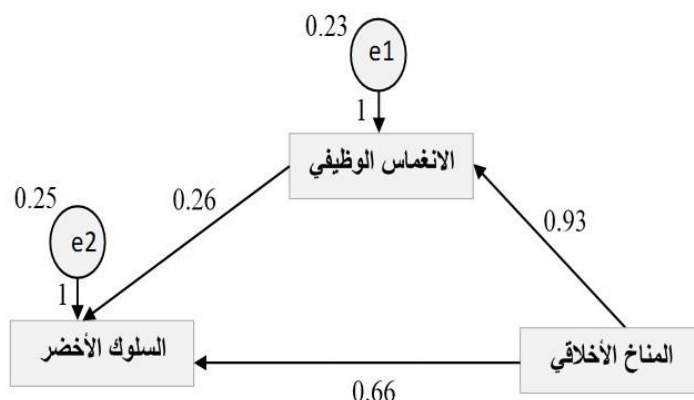 0.23
e1
1
الانغماس الوظيفي
0.25
e2
0.26
0.93
1
السلوك الأخضر
المناخ الأخلاقي
0.66